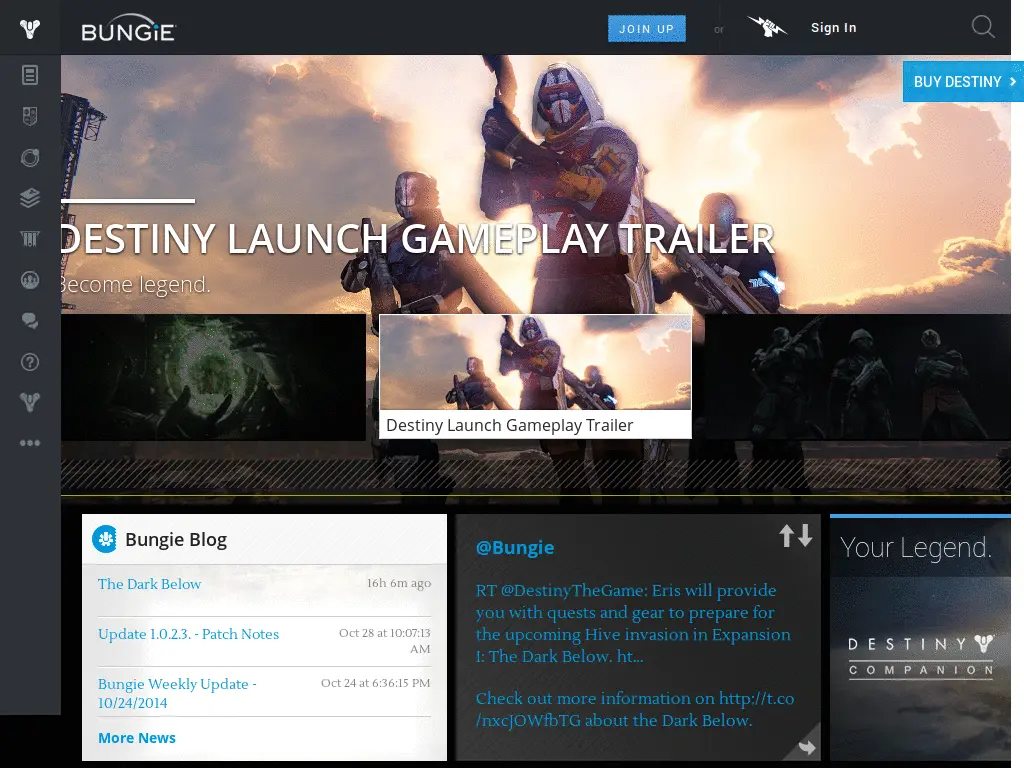 BUNGiE
JOIN UP
or
Sign In
BUY DESTINY
DESTINY LAUNCH GAMEPLAY TRAILER
Become legend.
Destiny Launch Gameplay Trailer
Bungie Blog
The Dark Below
16h 6m ago
Update 1.0.2.3. - Patch Notes
Oct 28 at 10:07:13
AM
Bungie Weekly Update -
10/24/2014
Oct 24 at 6:36:15 PM
More News
@Bungie
RT @DestinyTheGame: Eris will provide
you with quests and gear to prepare for
the upcoming Hive invasion in Expansion
I: The Dark Below. ht...
Check out more information on http://t.co
/nxcJOWfbTG about the Dark Below.
Your Legend.
DESTINY
COMPANION